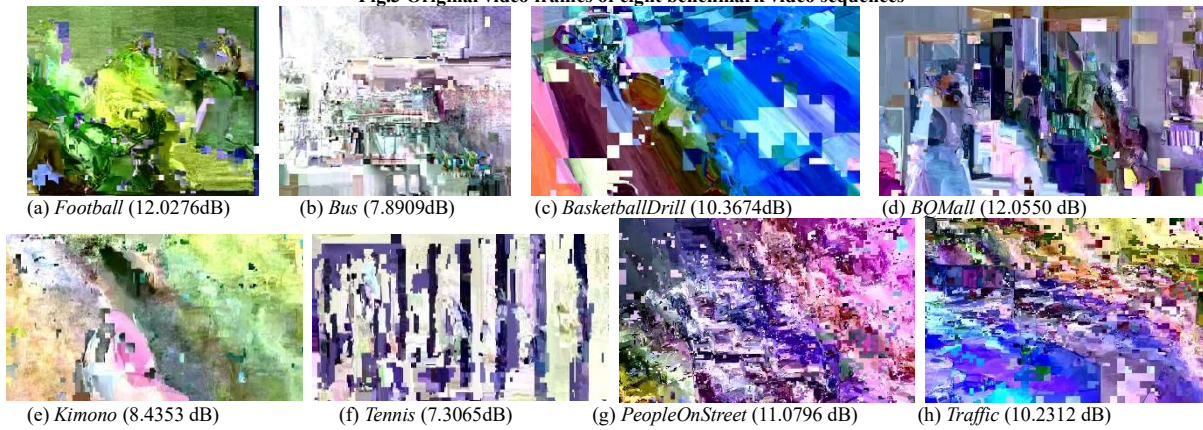 Fig.5 Original video frames of eight benchmark video sequences
(a) Football (12.0276dB) (b) Bus (7.8909dB) (c) BasketballDrill (10.3674dB) (d) BQMall (12.0550 dB)
(e) Kimono (8.4353 dB) (f) Tennis (7.3065dB) (g) PeopleOnStreet (11.0796 dB) (h) Traffic (10.2312 dB)